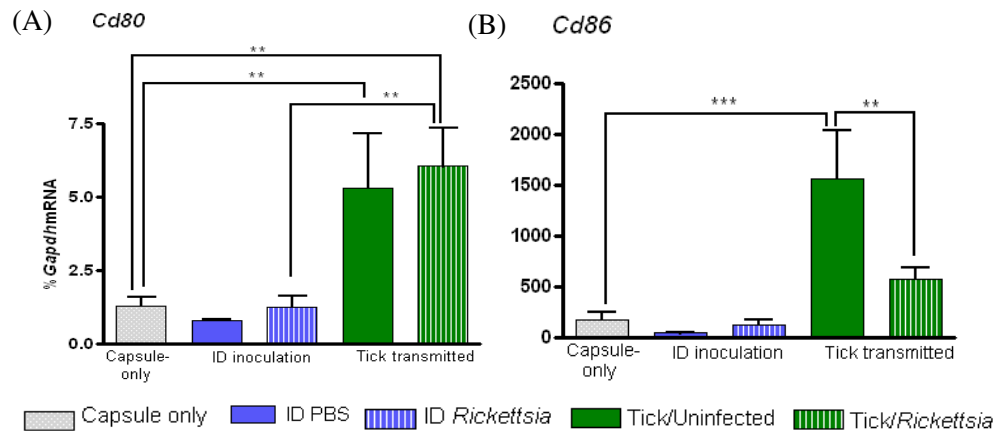 (A)
Cd80
**
**
**
7.5
5.0
2.5
0.0
% GapdhmRNA
Capsule-
only
ID inoculation
Tick transmitted
(B)
Cd86
***
**
2500
2000
1500
1000
500
0
Capsule-
only
ID inoculation
Tick transmitted
Capsule only
ID PBS
ID Rickettsia
Tick/Uninfected
Tick/Rickettsia